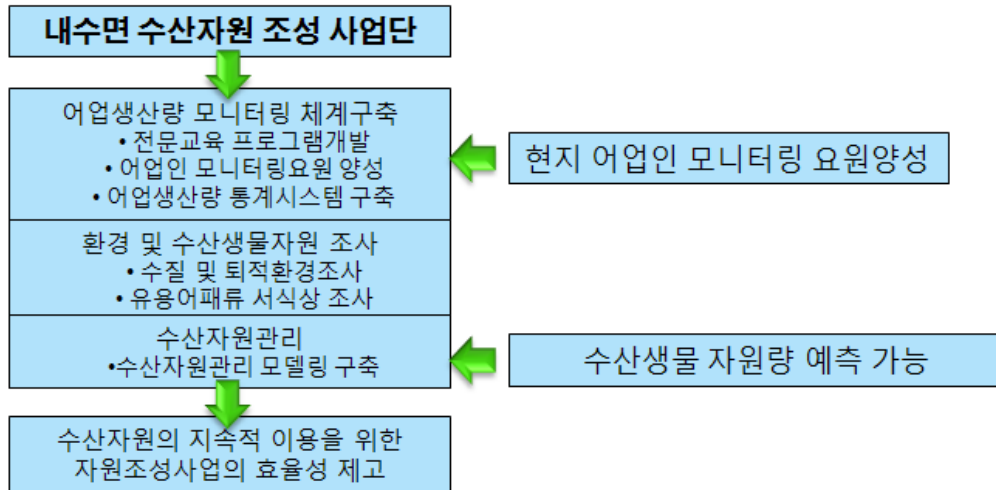 내수면 수산자원 조성 사업단
어업생산량 모니터링 체계구축
• 전문교육 프로그램개발
• 어업인 모니터링요원 양성
• 어업생산량 통계시스템 구축
현지 어업인 모니터링 요원양성
환경 및 수산생물자원 조사
• 수질 및 퇴적환경조사
• 유용어패류 서식상 조사
수산자원관리
•수산자원관리 모델링 구축
수산생물 자원량 예측 가능
수산자원의 지속적 이용을 위한
자원조성사업의 효율성 제고